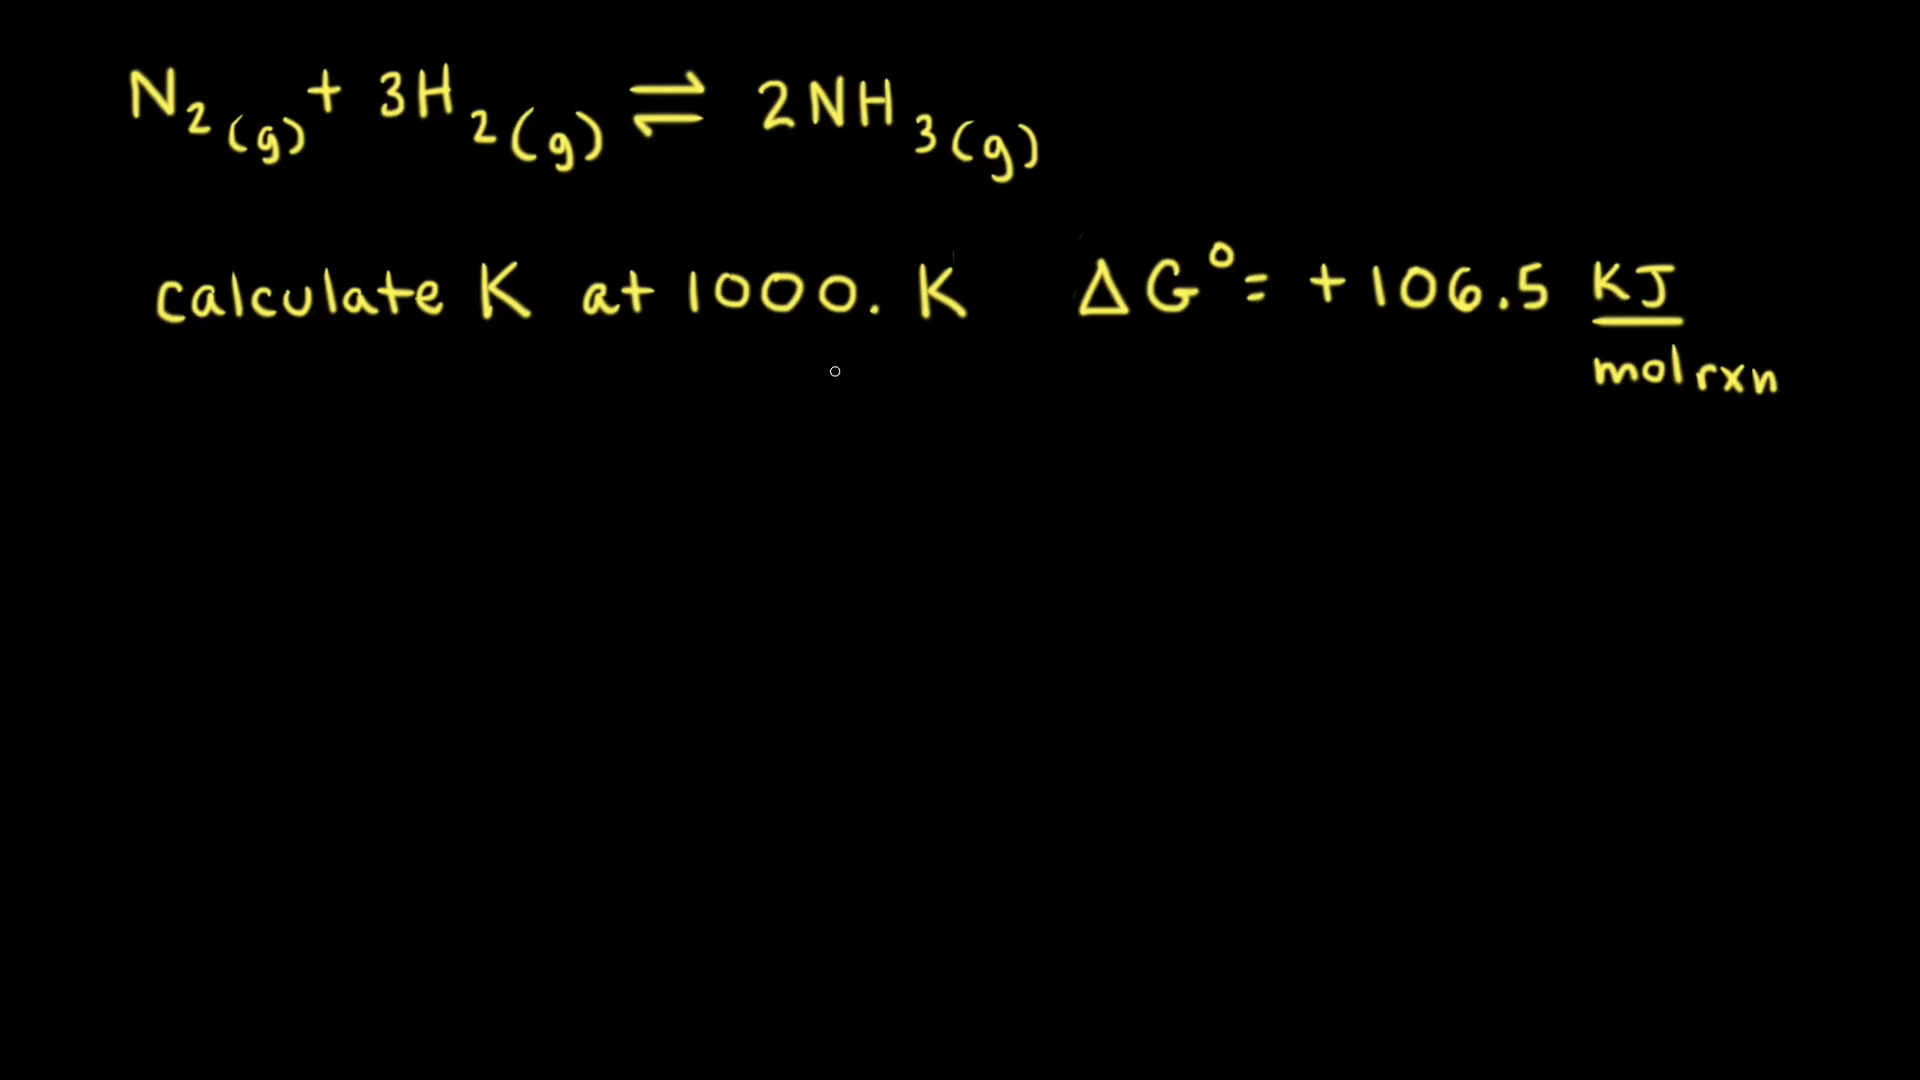 N₂(g) + 3H₂(g) ⇌ 2NH₃(g)
calculate K at 1000. K ΔG° = +106.5 KJ
mol rxn